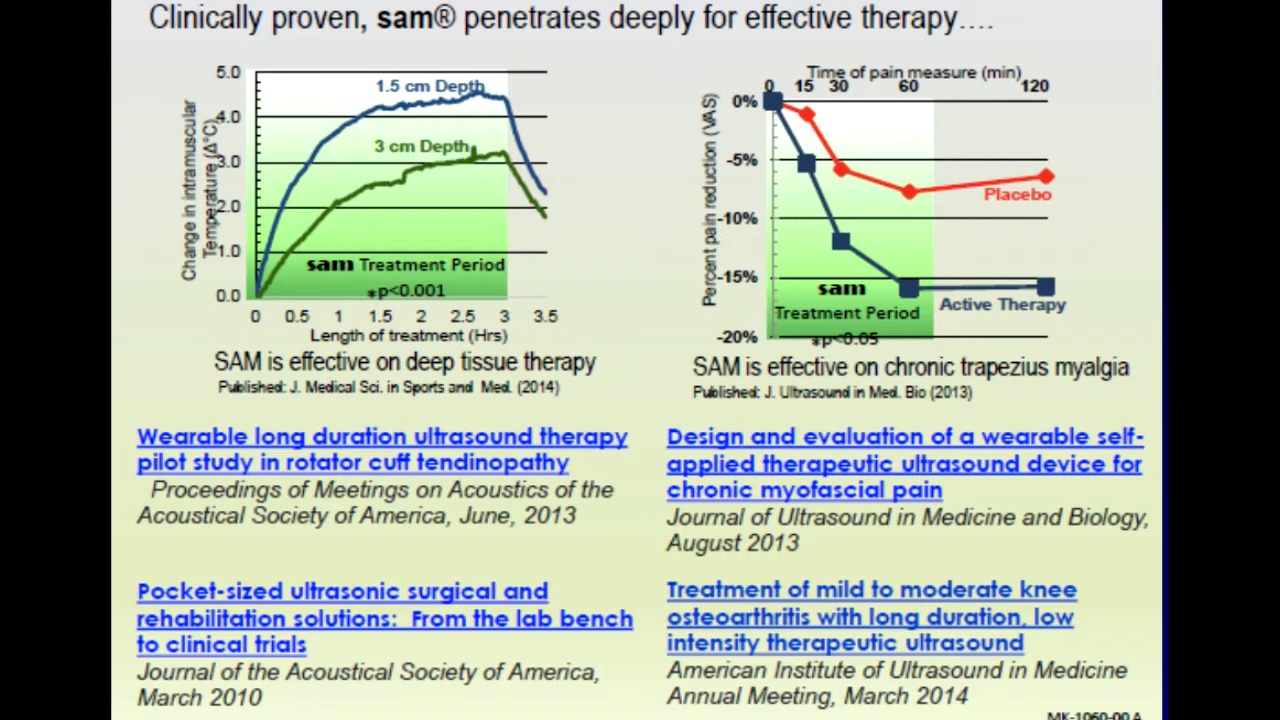 Clinically proven, sam® penetrates deeply for effective therapy….
Change in intramuscular
Temperature (Δ°C)
5.0
4.0
3.0
2.0
1.0
0.0
1.5 cm Depth
3 cm Depth
sam Treatment Period
*p<0.001
0 0.5 1 1.5 2 2.5 3 3.5
Length of treatment (Hrs)
SAM is effective on deep tissue therapy
Published: J. Medical Sci. in Sports and Med. (2014)
Time of pain measure (min)
0 15 30 60 120
Percent pain reduction (VAS)
0%
-5%
-10%
-15%
-20%
Placebo
Active Therapy
sam
Treatment Period
*p<0.05
SAM is effective on chronic trapezius myalgia
Published: J. Ultrasound in Med. Bio (2013)
Wearable long duration ultrasound therapy
pilot study in rotator cuff tendinopathy
Proceedings of Meetings on Acoustics of the
Acoustical Society of America, June, 2013
Design and evaluation of a wearable self-
applied therapeutic ultrasound device for
chronic myofascial pain
Journal of Ultrasound in Medicine and Biology,
August 2013
Pocket-sized ultrasonic surgical and
rehabilitation solutions: From the lab bench
to clinical trials
Journal of the Acoustical Society of America,
March 2010
Treatment of mild to moderate knee
osteoarthritis with long duration, low
intensity therapeutic ultrasound
American Institute of Ultrasound in Medicine
Annual Meeting, March 2014
MK-1060-00 A